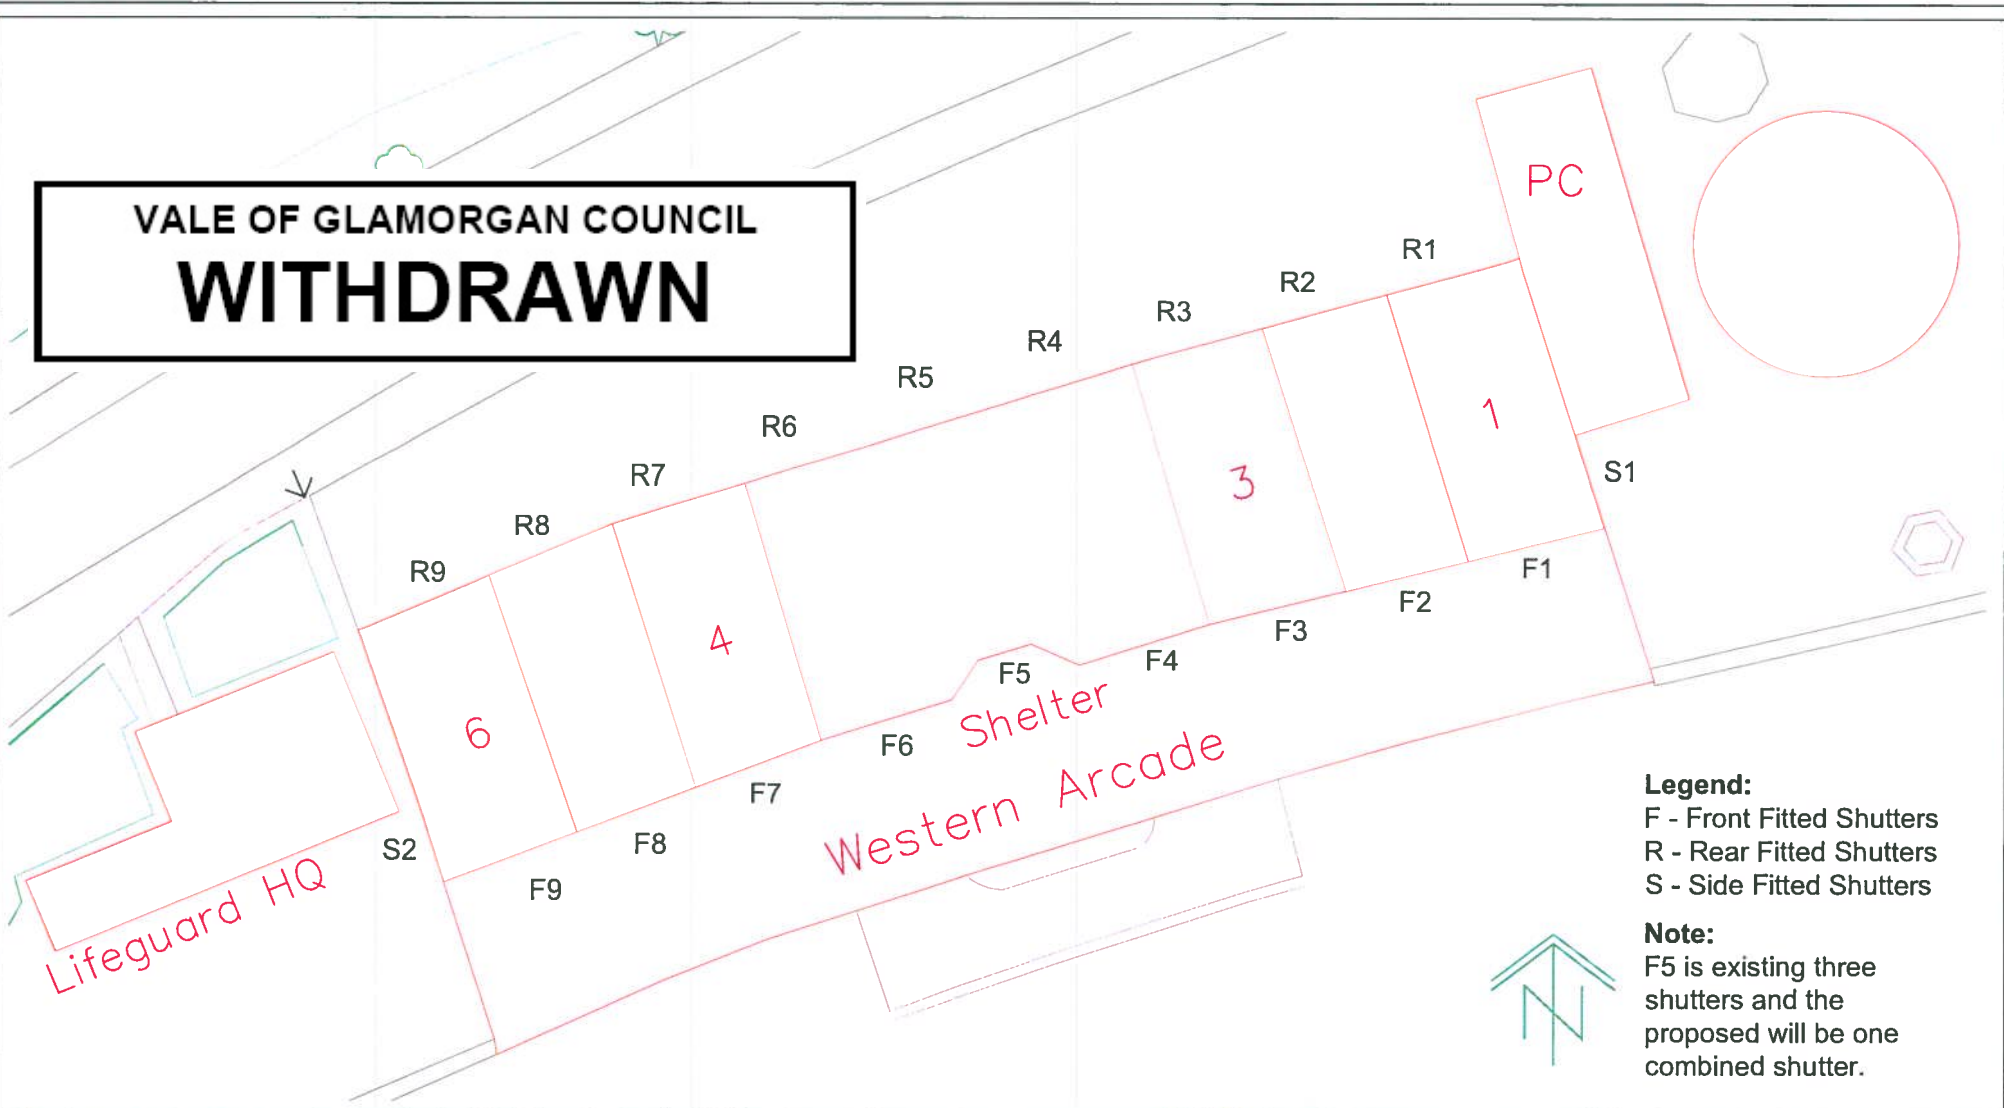 VALE OF GLAMORGAN COUNCIL
WITHDRAWN
PC
R1
R2
R3
R4
R5
R6
R7
R8
R9
1
3
4
6
S1
F1
F2
F3
F4
F5
F6
F7
F8
F9
S2
Shelter
Western Arcade
Lifeguard HQ
Legend:
F - Front Fitted Shutters
R - Rear Fitted Shutters
S - Side Fitted Shutters
Note:
F5 is existing three
shutters and the
proposed will be one
combined shutter.
N